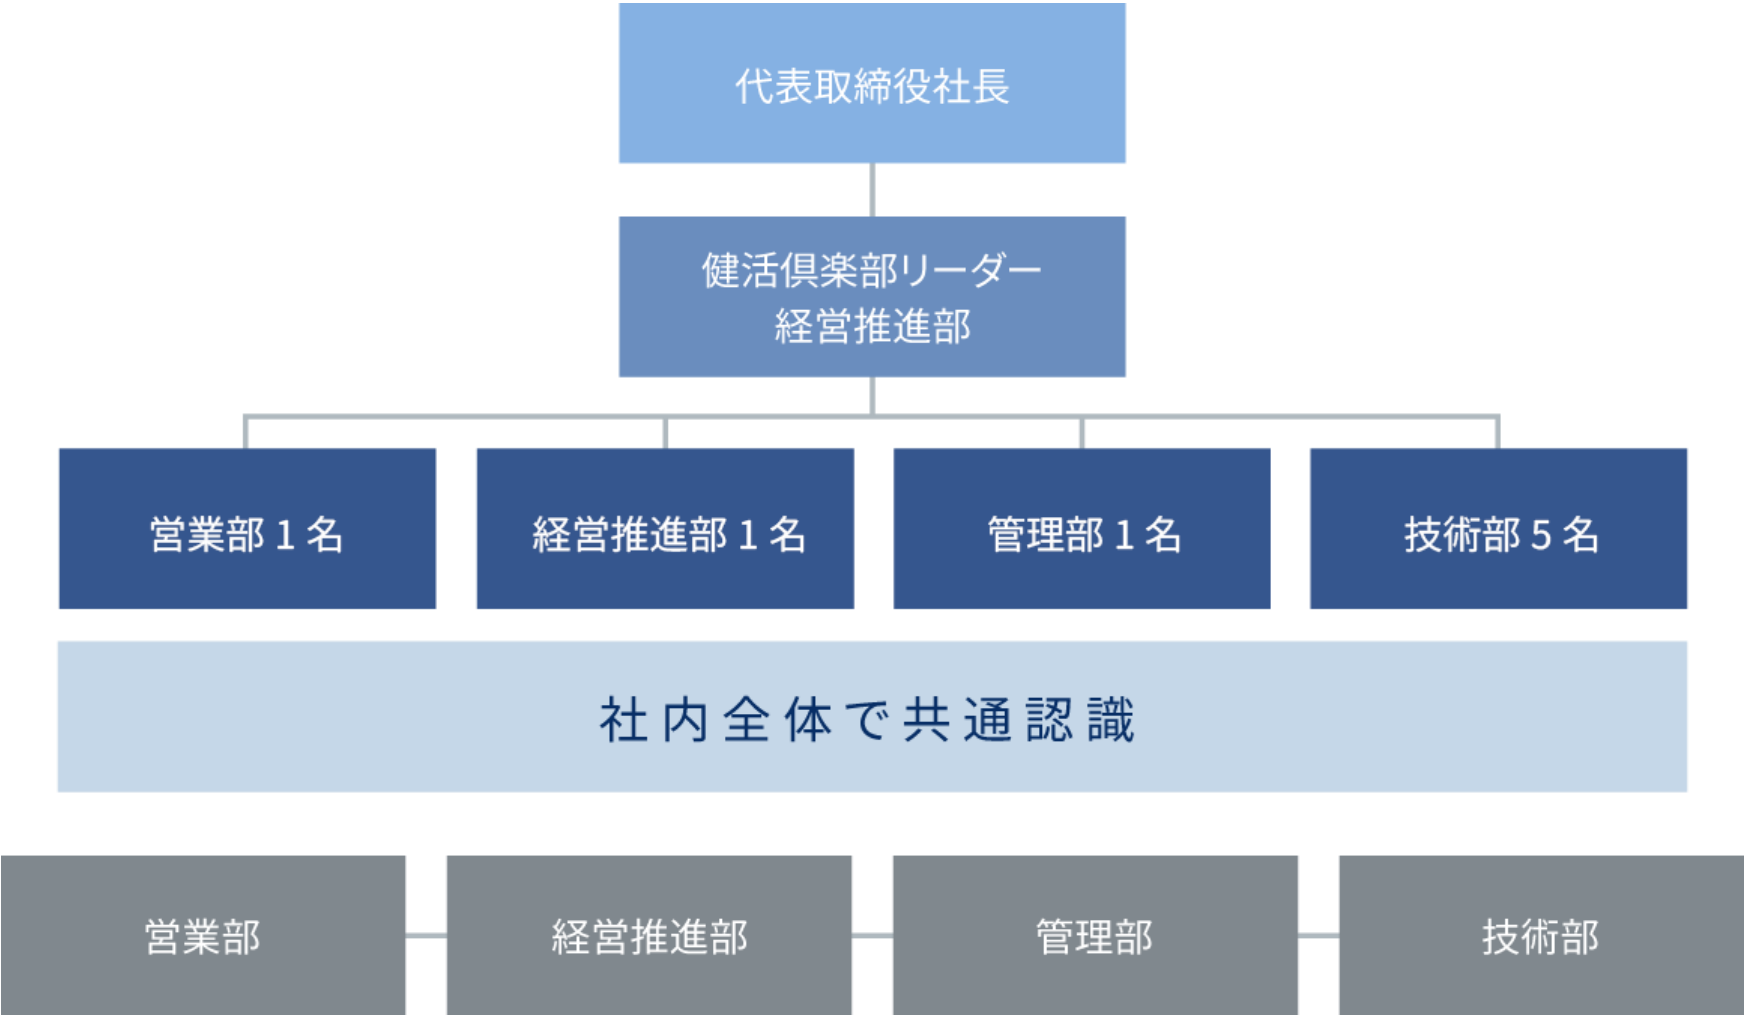 代表取締役社長
健活倶楽部リーダー
経営推進部
営業部 1 名
経営推進部 1 名
管理部 1 名
技術部 5 名
社内全体で共通認識
営業部
経営推進部
管理部
技術部